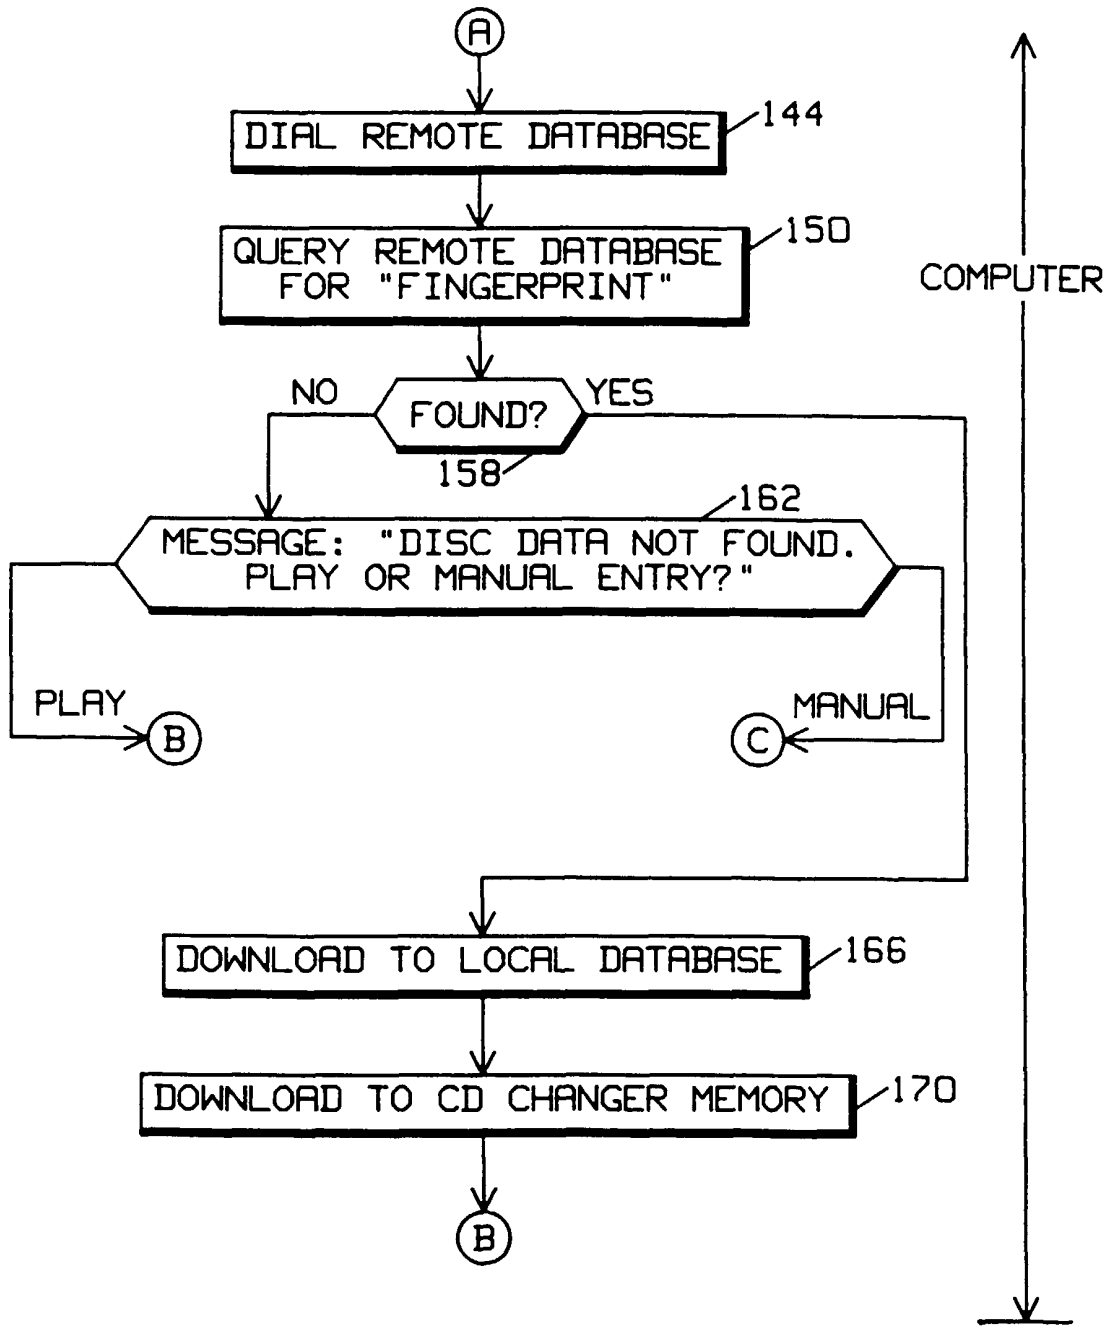 A
DIAL REMOTE DATABASE
144
QUERY REMOTE DATABASE
FOR "FINGERPRINT"
150
COMPUTER
NO
FOUND?
YES
158
162
MESSAGE: "DISC DATA NOT FOUND.
PLAY OR MANUAL ENTRY?"
PLAY
B
C
MANUAL
DOWNLOAD TO LOCAL DATABASE
166
DOWNLOAD TO CD CHANGER MEMORY
170
B